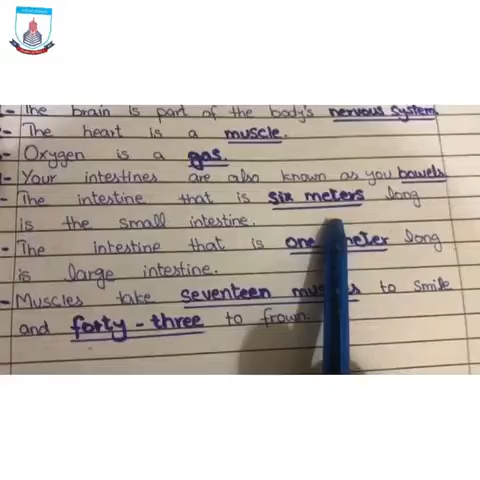 - The brain is part of the body's nervous system
- The heart is a muscle.
- Oxygen is a gas.
- Your intestines are also known as you bowels
- The intestine that is six meters long
is the small intestine.
- The intestine that is one meter long
is large intestine.
- Muscles take seventeen to smile
and forty-three to frown.